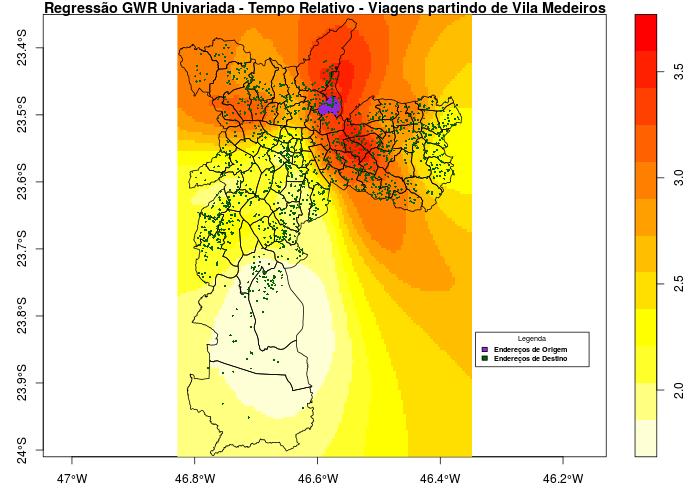 Regressão GWR Univariada - Tempo Relativo - Viagens partindo de Vila Medeiros
23.4°S
23.5°S
23.6°S
23.7°S
23.8°S
23.9°S
24°S
47°W
46.8°W
46.6°W
46.4°W
46.2°W
Legenda
Endereços de Origem
Endereços de Destino
3.5
3.0
2.5
2.0